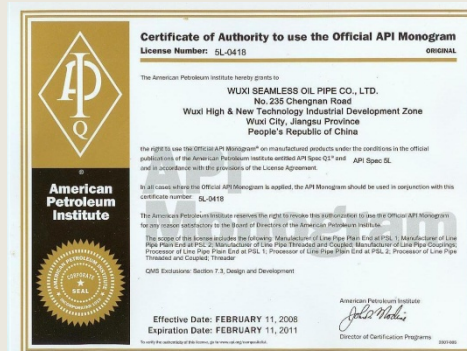 Certificate of Authority to use the Official API Monogram
License Number: 5L-0418
ORIGINAL
The American Petroleum Institute hereby grants to
WUXI SEAMLESS OIL PIPE CO., LTD.
No. 235 Chengnan Road
Wuxi High & New Technology Industrial Development Zone
Wuxi City, Jiangsu Province
People's Republic of China
the right to use the Official API Monogram® on manufactured products under the conditions in the official
publications of the American Petroleum Institute entitled API Spec Q1® and API Spec 5L
and in accordance with the provisions of the License Agreement.
In all cases where the Official API Monogram is applied, the API Monogram should be used in conjunction with this
certificate number 5L-0418
The American Petroleum Institute reserves the right to revoke this authorization to use the Official API Monogram
for any reason satisfactory to the Board of Directors of the American Petroleum Institute.
The scope of this license includes the following: Manufacturer of Line Pipe Plain End at PSL 1; Manufacturer of Line
Pipe Plain End at PSL 2; Manufacturer of Line Pipe Threaded and Coupled; Manufacturer of Line Pipe Couplings;
Processor of Line Pipe Plain End at PSL 1; Processor of Line Pipe Plain End at PSL 2; Processor of Line Pipe
Threaded and Coupled; Threader
QMS Exclusions: Section 7.3, Design and Development
Effective Date: FEBRUARY 11, 2008
Expiration Date: FEBRUARY 11, 2011
American Petroleum Institute
Director of Certification Programs
API
Q
®
American
Petroleum
Institute
AMERICAN PETROLEUM INSTITUTE
CORPORATE
SEAL
API